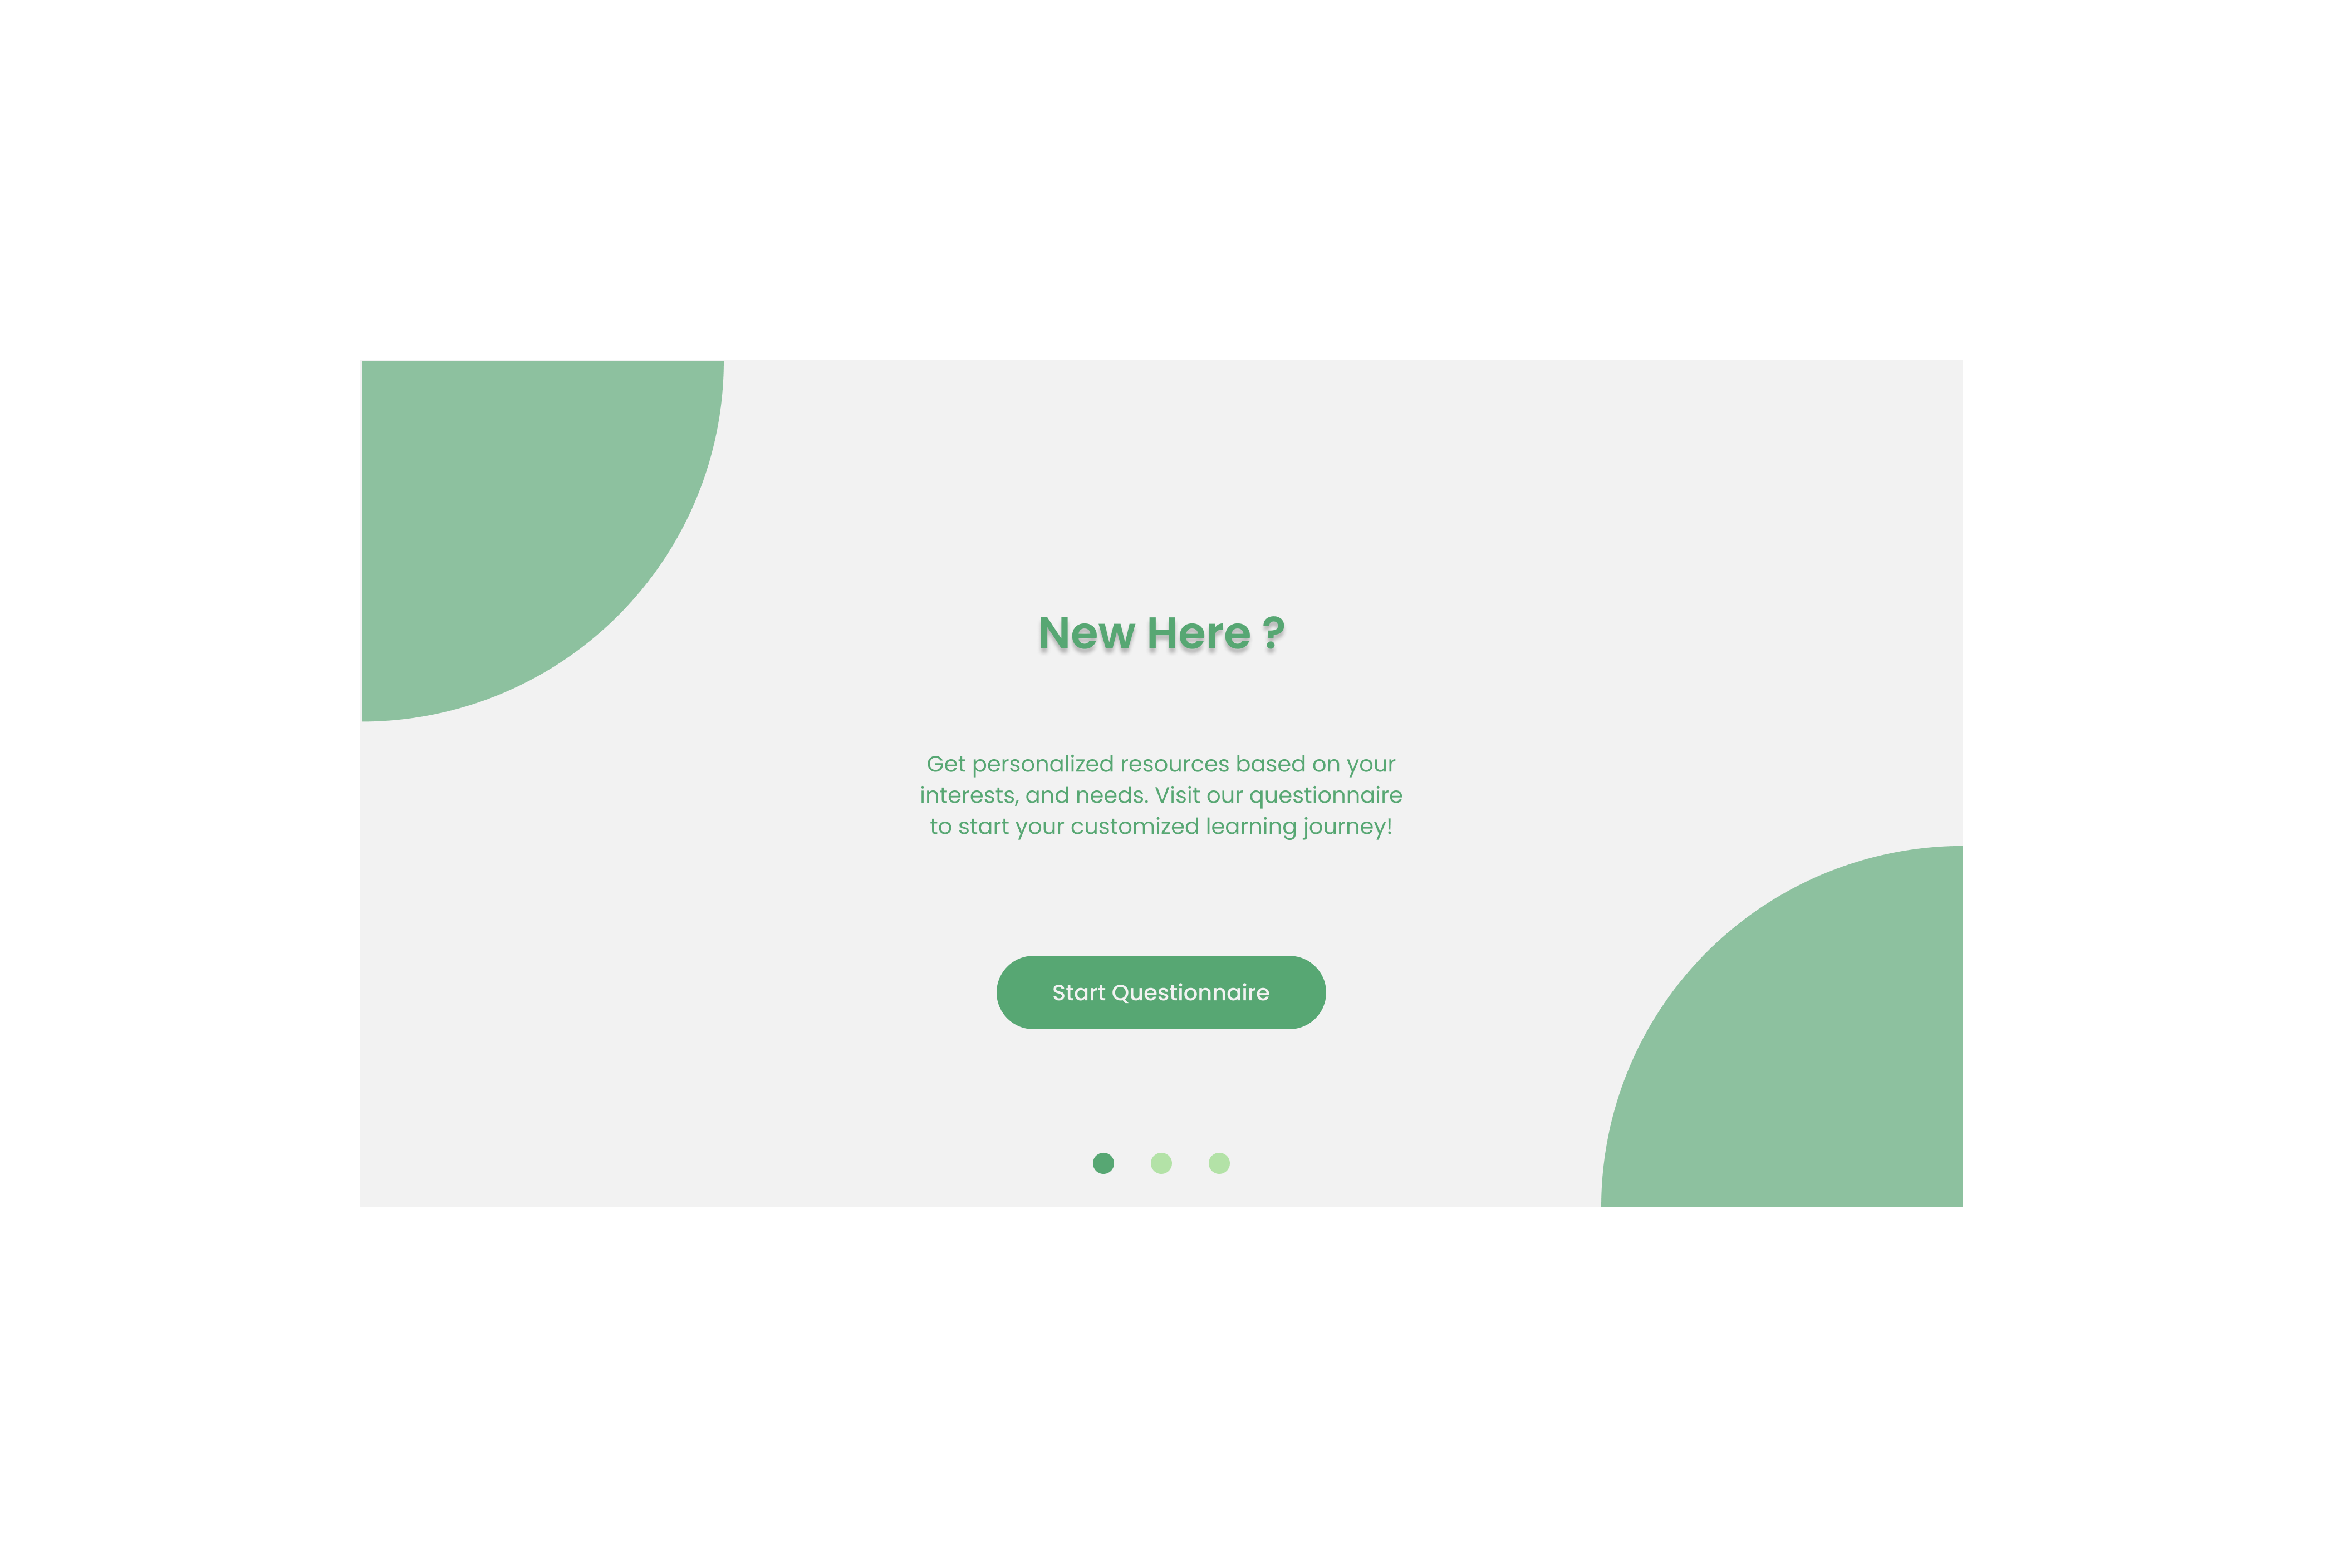 New Here ?
Get personalized resources based on your
interests, and needs. Visit our questionnaire
to start your customized learning journey!
Start Questionnaire